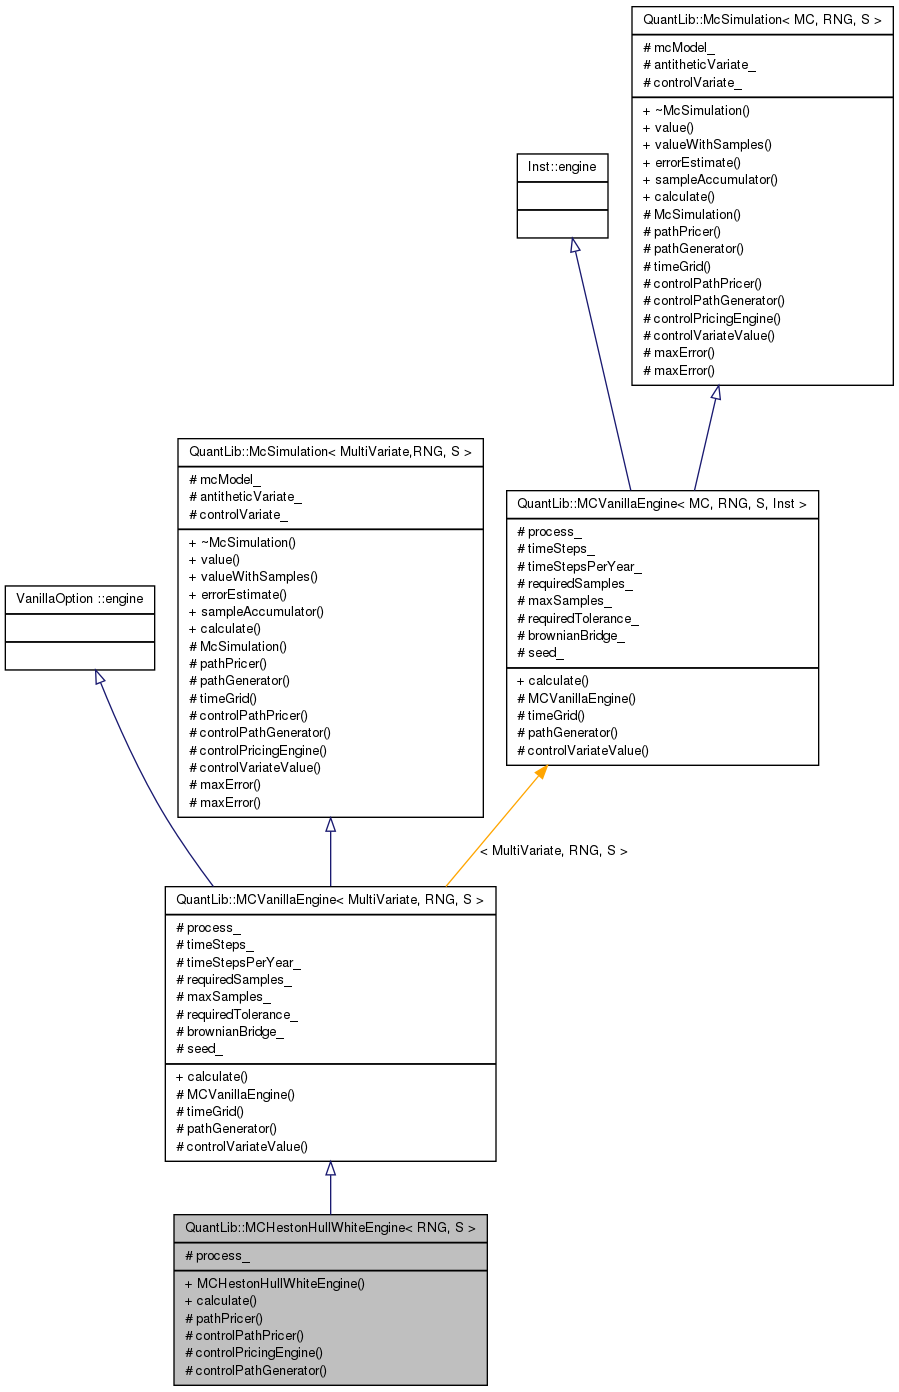 QuantLib::McSimulation< MC, RNG, S >
# mcModel_
# antitheticVariate_
# controlVariate_
+ ~McSimulation()
+ value()
+ valueWithSamples()
+ errorEstimate()
+ sampleAccumulator()
+ calculate()
# McSimulation()
# pathPricer()
# pathGenerator()
# timeGrid()
# controlPathPricer()
# controlPathGenerator()
# controlPricingEngine()
# controlVariateValue()
# maxError()
# maxError()
Inst::engine
QuantLib::McSimulation< MultiVariate,RNG, S >
# mcModel_
# antitheticVariate_
# controlVariate_
+ ~McSimulation()
+ value()
+ valueWithSamples()
+ errorEstimate()
+ sampleAccumulator()
+ calculate()
# McSimulation()
# pathPricer()
# pathGenerator()
# timeGrid()
# controlPathPricer()
# controlPathGenerator()
# controlPricingEngine()
# controlVariateValue()
# maxError()
# maxError()
QuantLib::MCVanillaEngine< MC, RNG, S, Inst >
# process_
# timeSteps_
# timeStepsPerYear_
# requiredSamples_
# maxSamples_
# requiredTolerance_
# brownianBridge_
# seed_
+ calculate()
# MCVanillaEngine()
# timeGrid()
# pathGenerator()
# controlVariateValue()
VanillaOption ::engine
< MultiVariate, RNG, S >
QuantLib::MCVanillaEngine< MultiVariate, RNG, S >
# process_
# timeSteps_
# timeStepsPerYear_
# requiredSamples_
# maxSamples_
# requiredTolerance_
# brownianBridge_
# seed_
+ calculate()
# MCVanillaEngine()
# timeGrid()
# pathGenerator()
# controlVariateValue()
QuantLib::MCHestonHullWhiteEngine< RNG, S >
# process_
+ MCHestonHullWhiteEngine()
+ calculate()
# pathPricer()
# controlPathPricer()
# controlPricingEngine()
# controlPathGenerator()